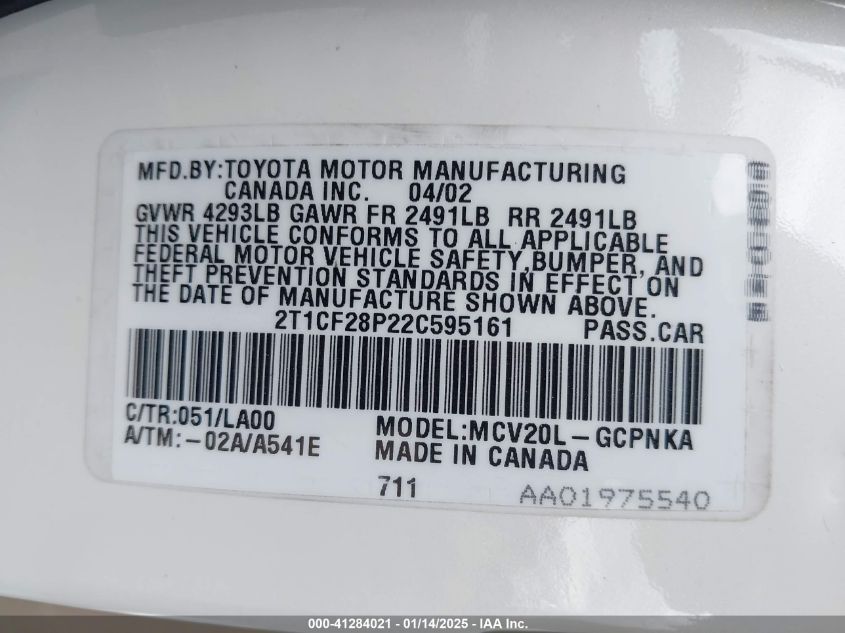 MFD.BY:TOYOTA MOTOR MANUFACTURING
CANADA INC. 04/02
GVWR 4293LB GAWR FR 2491LB RR 2491LB
THIS VEHICLE CONFORMS TO ALL APPLICABLE
FEDERAL MOTOR VEHICLE SAFETY,BUMPER, AND
THEFT PREVENTION STANDARDS IN EFFECT ON
THE DATE OF MANUFACTURE SHOWN ABOVE.
2T1CF28P22C595161 PASS.CAR
C/TR:051/LA00 MODEL:MCV20L-GCPNKA
A/TM:-02A/A541E MADE IN CANADA
711 AA01975540
000-41284021 - 01/14/2025 - IAA Inc.